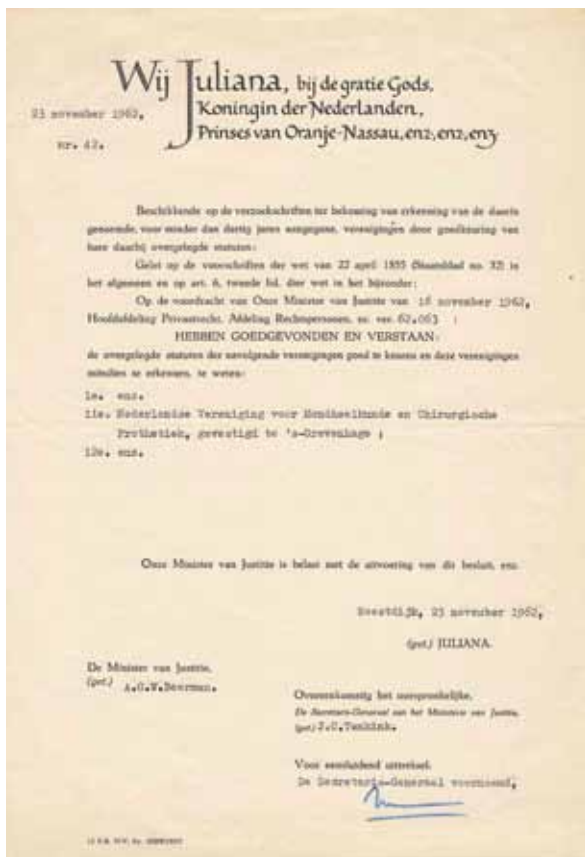 Wij Juliana, bij de gratie Gods,
Koningin der Nederlanden,
Prinses van Oranje-Nassau, enz., enz., enz.
23 november 1962,
nr. 42.
Beschikkende op de verzoekschriften ter bekoming van erkenning van de daarin
genoemde, voor minder dan dertig jaren aangegane, verenigingen door goedkeuring van
haar daarbij overgelegde statuten;
Gelet op de voorschriften der wet van 22 april 1855 (Staatsblad no. 32) in
het algemeen en op art. 6, tweede lid, dier wet in het bijzonder;
Op de voordracht van Onze Minister van Justitie van 16 november 1962,
Hoofdafdeling Privaatrecht, Afdeling Rechtspersonen, nr. ver. 62.063 ;
HEBBEN GOEDGEVONDEN EN VERSTAAN:
de overgelegde statuten der navolgende verenigingen goed te keuren en deze verenigingen
mitsdien te erkennen, te weten:
1e. enz.
11e. Nederlandse Vereniging voor Mondheelkunde en Chirurgische
Prothetiek, gevestigd te 's-Gravenhage ;
12e. enz.
Onze Minister van Justitie is belast met de uitvoering van dit besluit, enz.
Soestdijk, 23 november 1962,
(get.) JULIANA.
De Minister van Justitie,
(get.) A.C.W.Beerman.
Overeenkomstig het oorspronkelijke,
De Secretaris-Generaal van het Ministerie van Justitie,
(get.) J.C.Tenkink.
Voor eensluidend uittreksel:
De Secretaris-Generaal voornoemd,